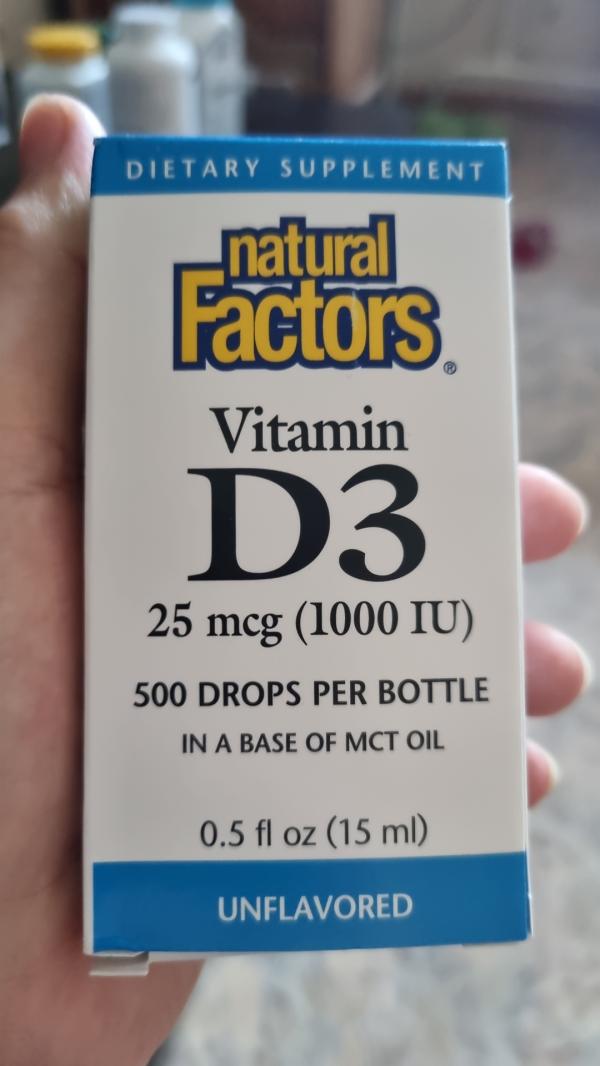 DIETARY SUPPLEMENT
natural
Factors®
Vitamin
D3
25 mcg (1000 IU)
500 DROPS PER BOTTLE
IN A BASE OF MCT OIL
0.5 fl oz (15 ml)
UNFLAVORED